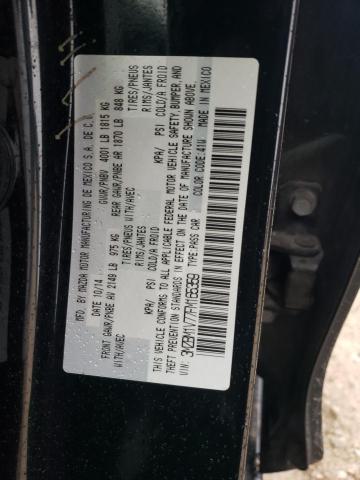 MFD. BY MAZDA MOTOR MANUFACTURING DE MEXICO S.A. DE C.V.
DATE: 10/14 GVWR/PNBV 4001 LB 1815 KG
FRONT GAWR/PNBE AV 2149 LB 975 KG REAR GAWR/PNBE AR 1870 LB 848 KG
WITH/AVEC TIRES/PNEUS WITH/AVEC TIRES/PNEUS
RIMS/JANTES RIMS/JANTES
KPA/ PSI COLD/A FROID KPA/ PSI COLD/A FROID
THIS VEHICLE CONFORMS TO ALL APPLICABLE FEDERAL MOTOR VEHICLE SAFETY, BUMPER, AND
THEFT PREVENTION STANDARDS IN EFFECT ON THE DATE OF MANUFACTURE SHOWN ABOVE.
VIN: TYPE:PASS CAR COLOR CODE:41W MADE IN MEXICO